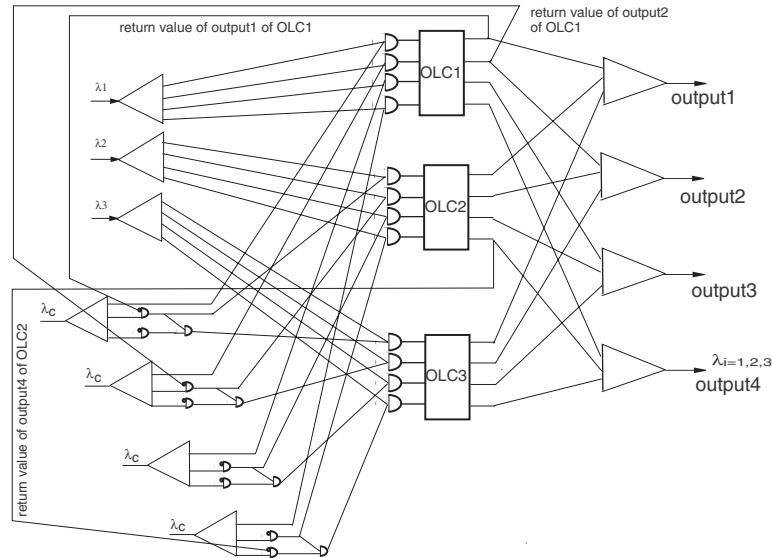 return value of output1 of OLC1
return value of output2
of OLC1
λ1
OLC1
output1
λ2
OLC2
output2
λ3
output3
λc
λc
OLC3
λi=1,2,3
output4
λc
λc
return value of output4 of OLC2